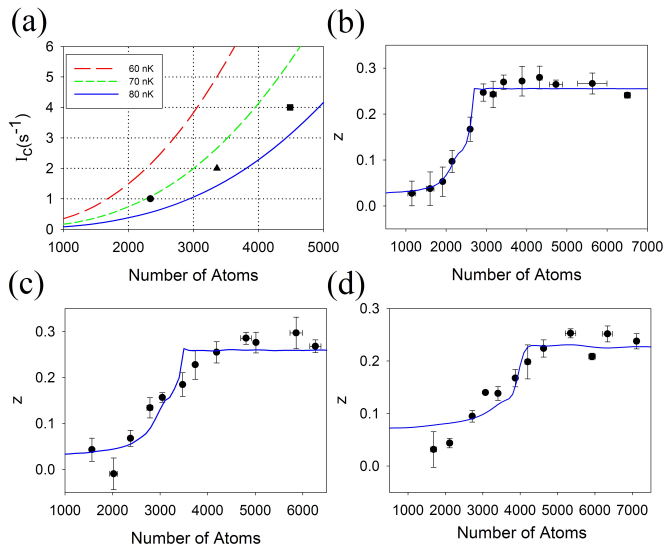 (a)
I_C(s⁻¹)
6
5
4
3
2
1
0
60 nK
70 nK
80 nK
1000 2000 3000 4000 5000
Number of Atoms
(b)
z
0.3
0.2
0.1
0.0
1000 2000 3000 4000 5000 6000 7000
Number of Atoms
(c)
z
0.3
0.2
0.1
0.0
1000 2000 3000 4000 5000 6000
Number of Atoms
(d)
z
0.3
0.2
0.1
0.0
1000 2000 3000 4000 5000 6000 7000
Number of Atoms